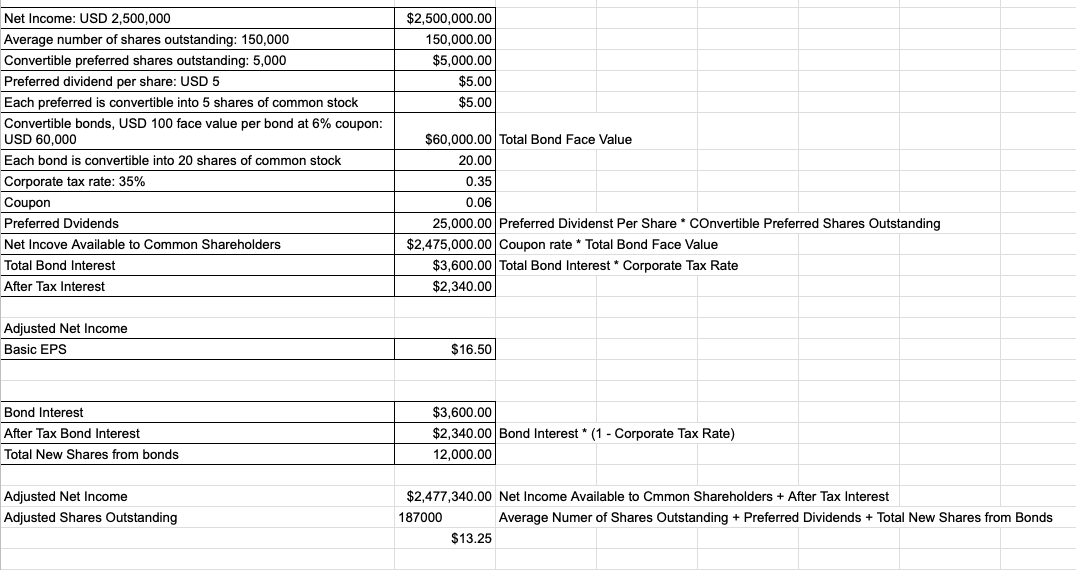 Net Income: USD 2,500,000 $2,500,000.00
Average number of shares outstanding: 150,000 150,000.00
Convertible preferred shares outstanding: 5,000 $5,000.00
Preferred dividend per share: USD 5 $5.00
Each preferred is convertible into 5 shares of common stock $5.00
Convertible bonds, USD 100 face value per bond at 6% coupon:
USD 60,000 $60,000.00 Total Bond Face Value
Each bond is convertible into 20 shares of common stock 20.00
Corporate tax rate: 35% 0.35
Coupon 0.06
Preferred Dvidends 25,000.00 Preferred Dividenst Per Share * COnvertible Preferred Shares Outstanding
Net Incove Available to Common Shareholders $2,475,000.00 Coupon rate * Total Bond Face Value
Total Bond Interest $3,600.00 Total Bond Interest * Corporate Tax Rate
After Tax Interest $2,340.00
Adjusted Net Income
Basic EPS $16.50
Bond Interest $3,600.00
After Tax Bond Interest $2,340.00 Bond Interest * (1 - Corporate Tax Rate)
Total New Shares from bonds 12,000.00
Adjusted Net Income $2,477,340.00 Net Income Available to Cmmon Shareholders + After Tax Interest
Adjusted Shares Outstanding 187000 Average Numer of Shares Outstanding + Preferred Dividends + Total New Shares from Bonds
$13.25